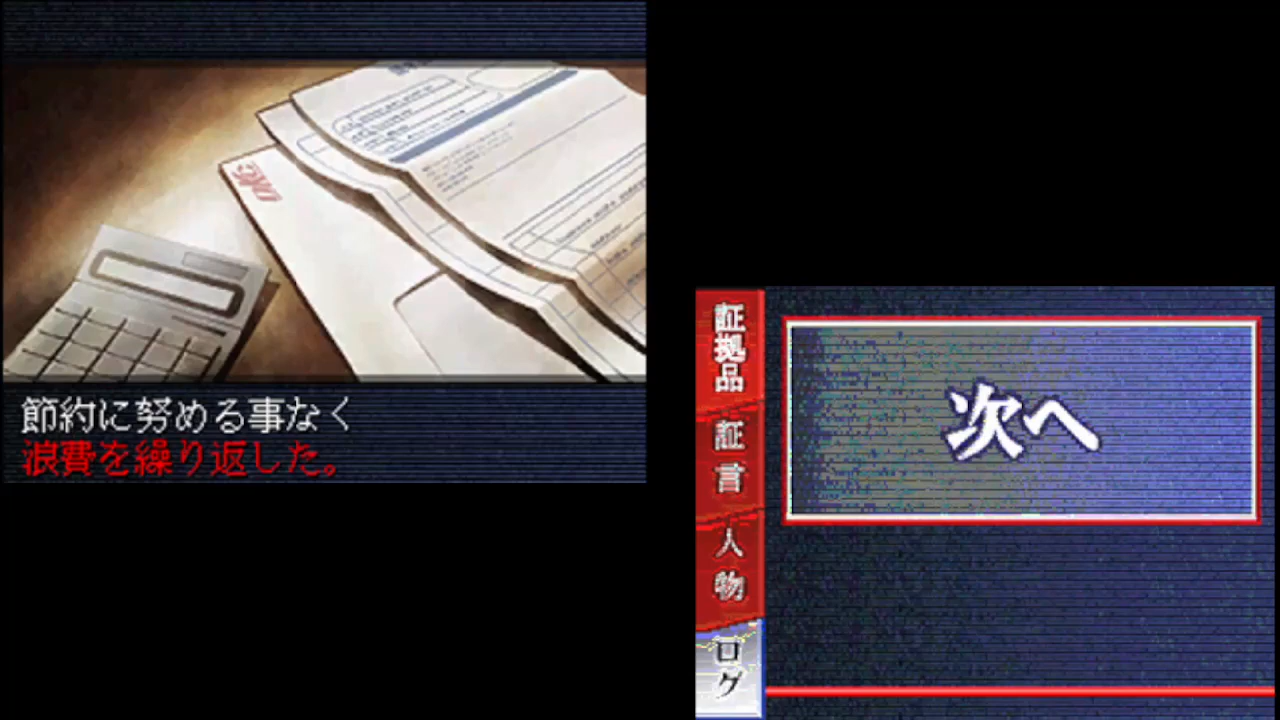 節約に努める事なく
浪費を繰り返した。
証拠品
証言
人物
ログ
次へ